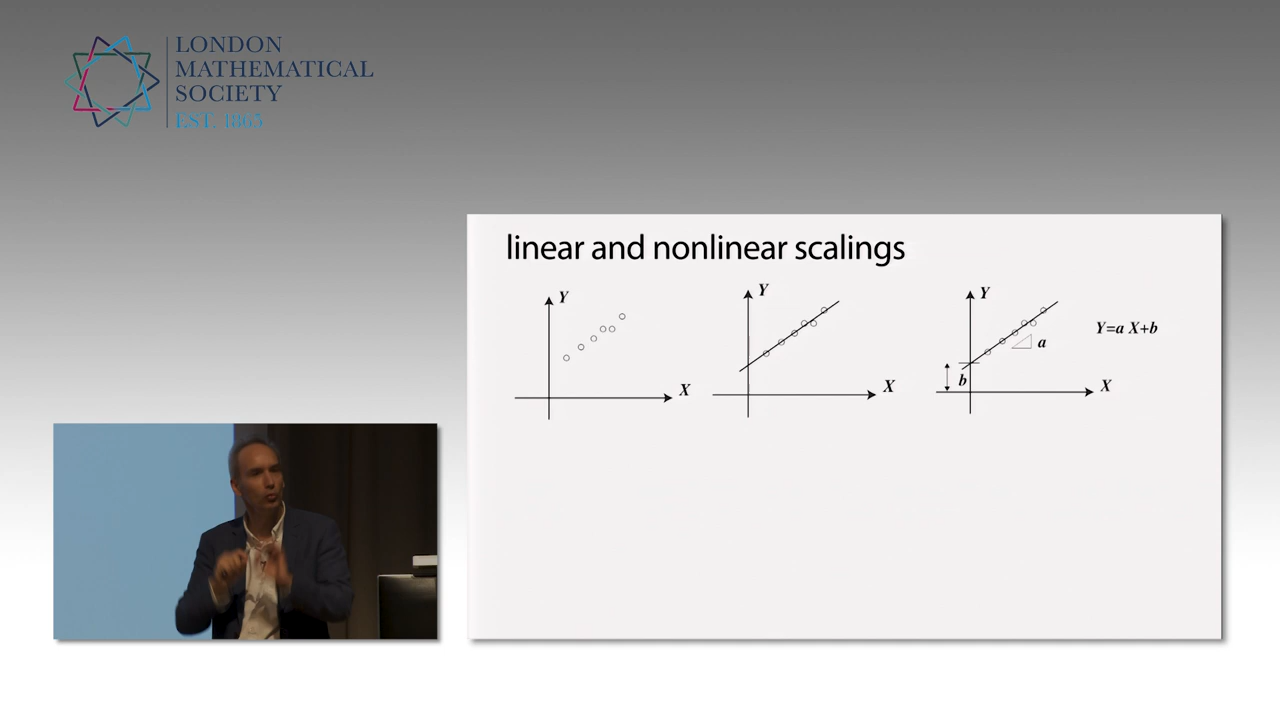 LONDON
MATHEMATICAL
SOCIETY
EST. 1865
linear and nonlinear scalings
Y
X
Y
X
Y
a
b
X
Y=a X+b